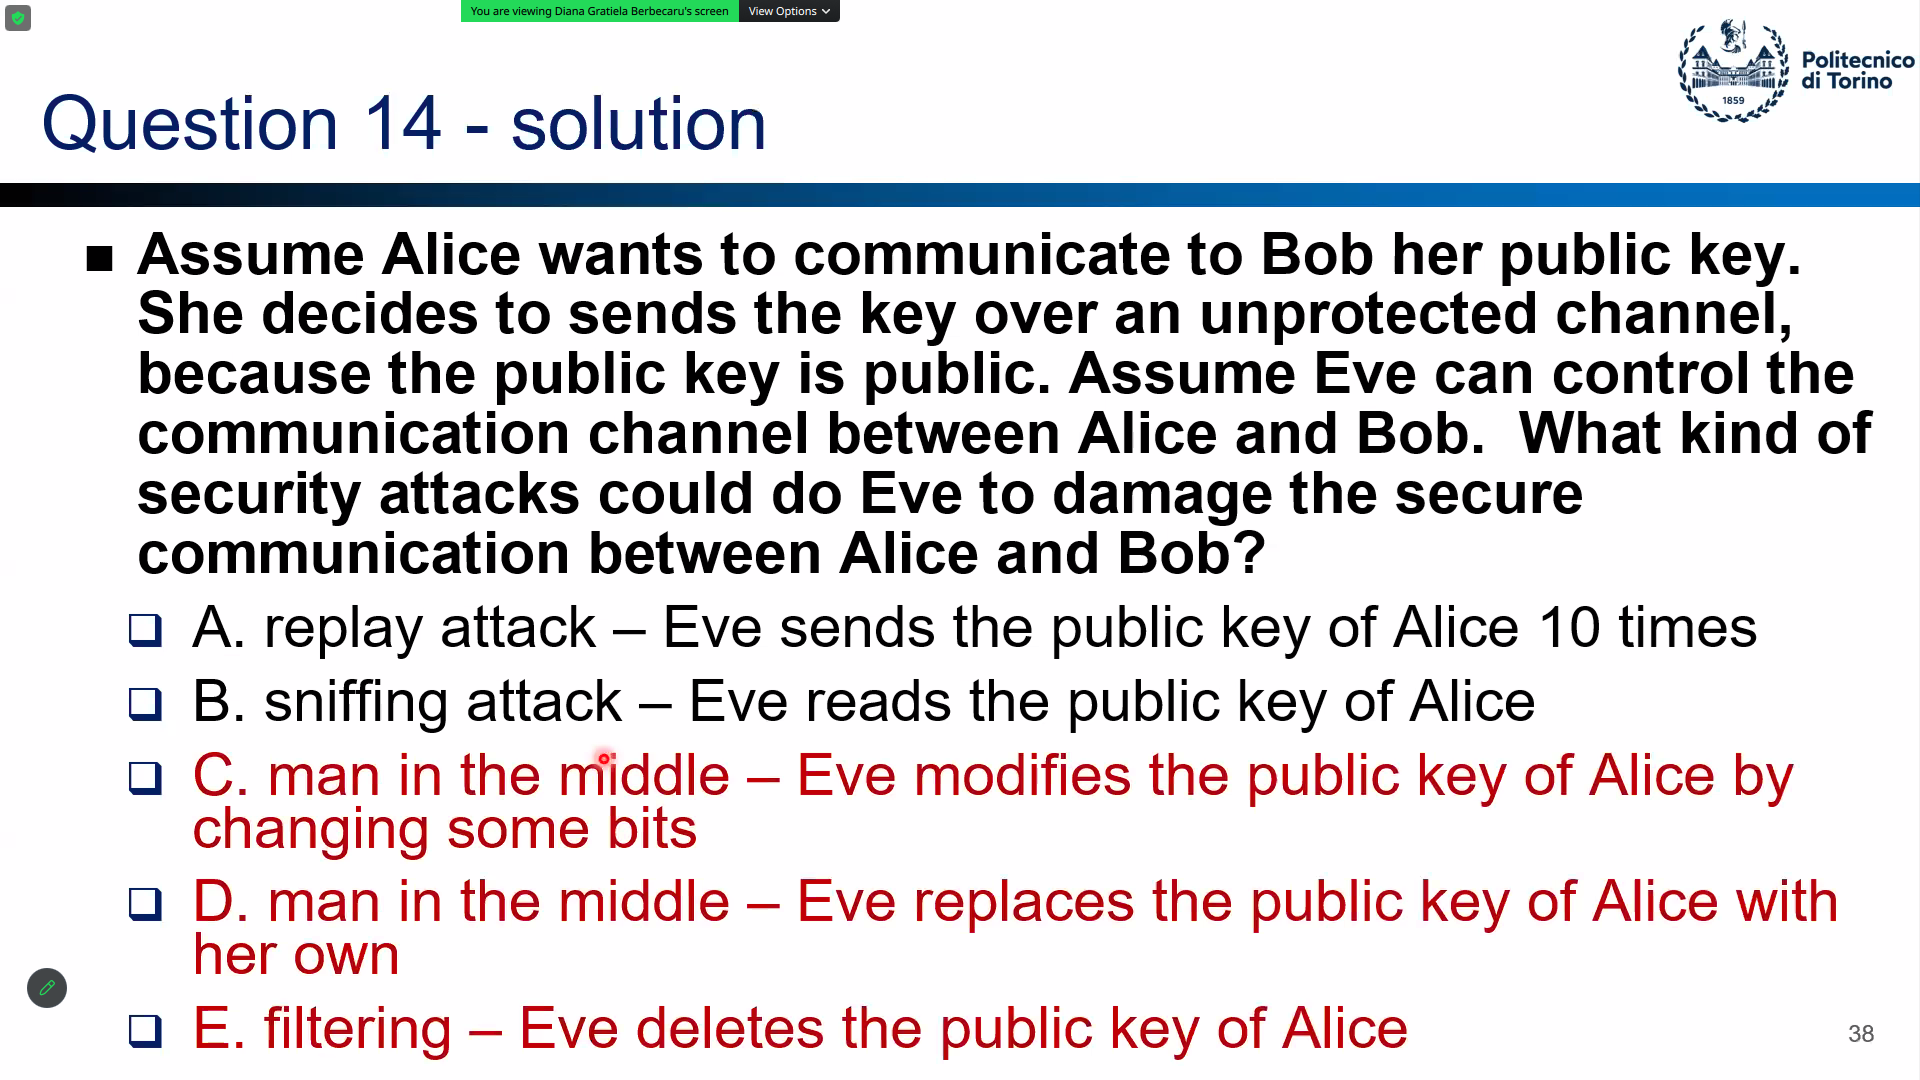 You are viewing Diana Gratiela Berbecaru's screen
View Options
Politecnico
di Torino
1859
Question 14 - solution
Assume Alice wants to communicate to Bob her public key.
She decides to sends the key over an unprotected channel,
because the public key is public. Assume Eve can control the
communication channel between Alice and Bob.  What kind of
security attacks could do Eve to damage the secure
communication between Alice and Bob?
A. replay attack – Eve sends the public key of Alice 10 times
B. sniffing attack – Eve reads the public key of Alice
C. man in the middle – Eve modifies the public key of Alice by
changing some bits
D. man in the middle – Eve replaces the public key of Alice with
her own
E. filtering – Eve deletes the public key of Alice
38